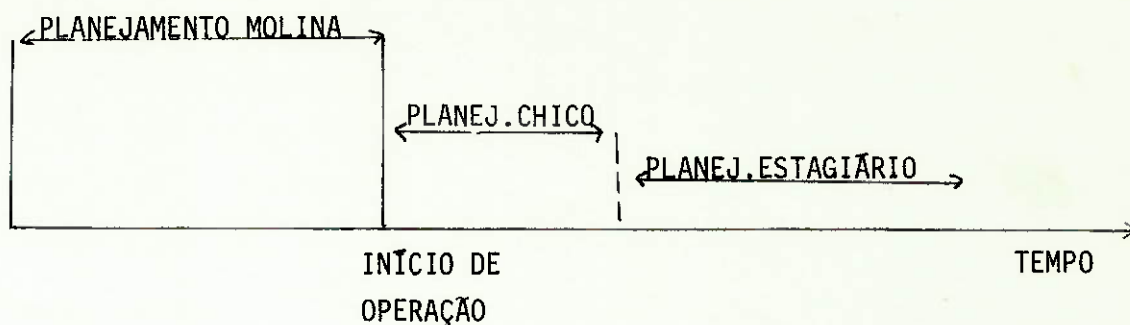 PLANEJAMENTO MOLINA
PLANEJ.CHICO
PLANEJ.ESTAGIÁRIO
INÍCIO DE
OPERAÇÃO
TEMPO